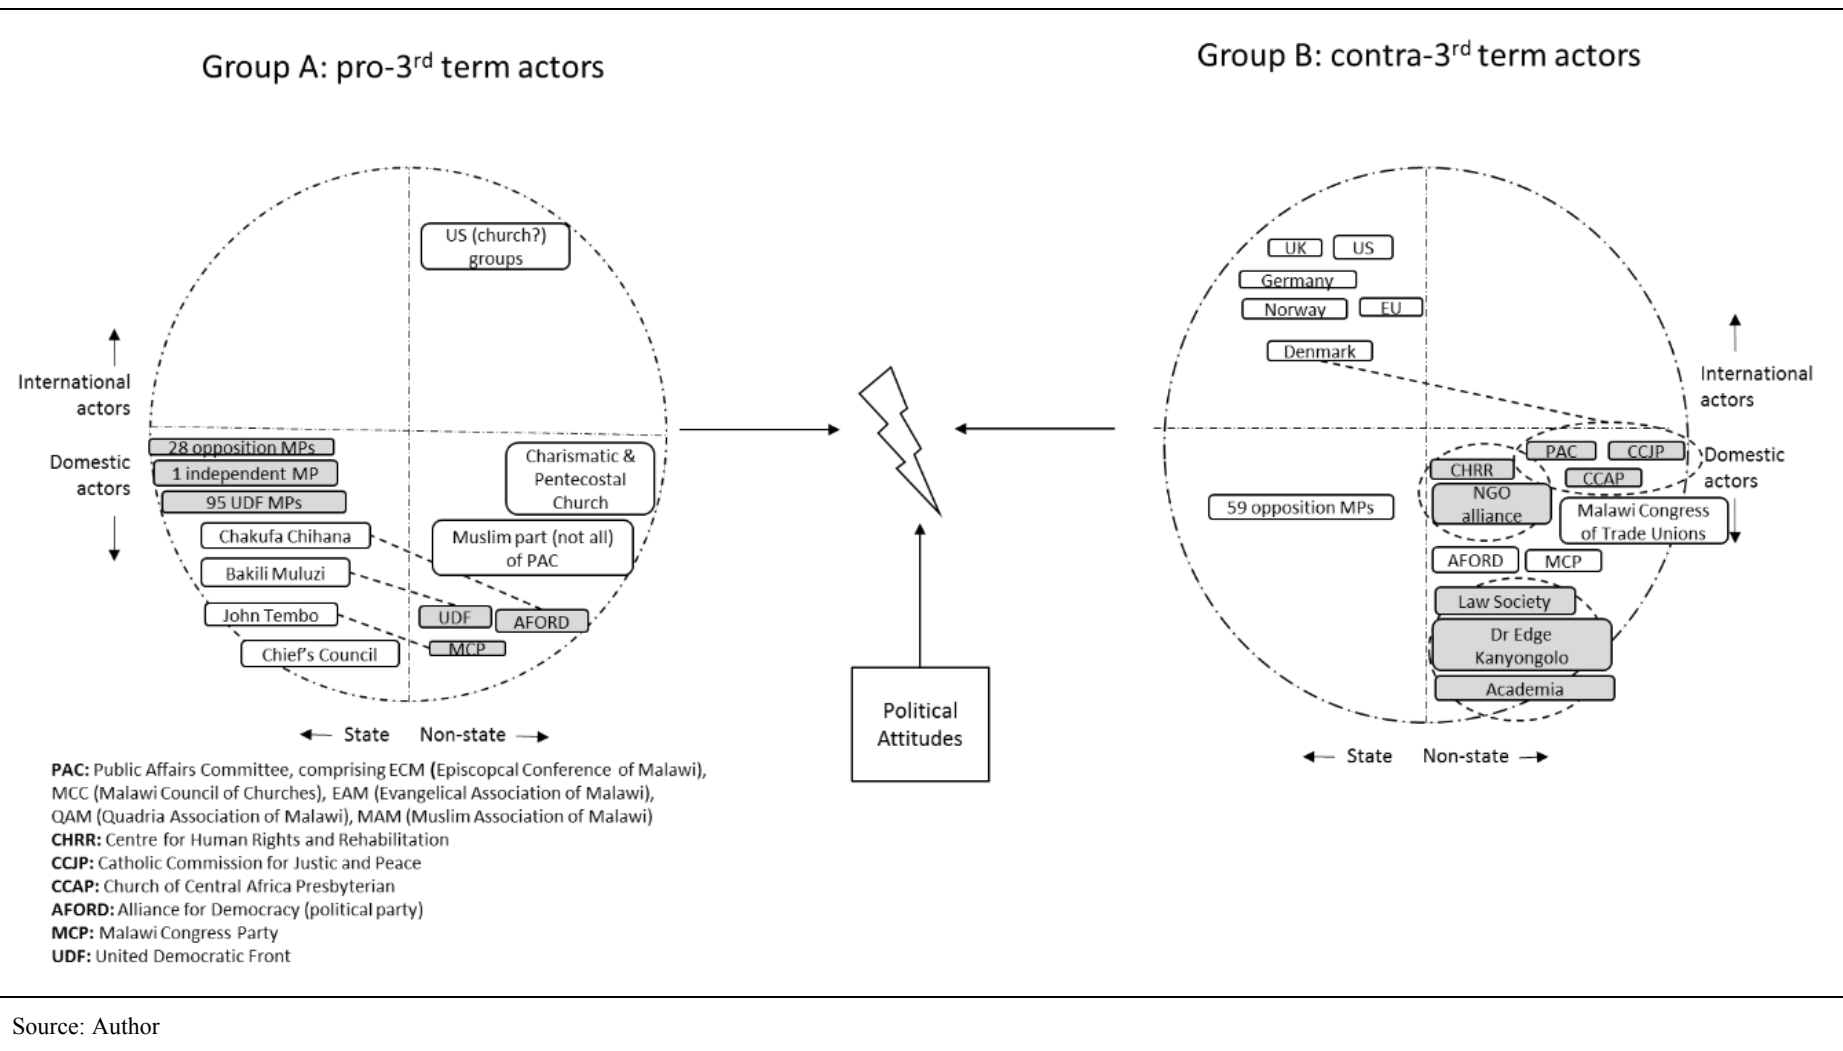 Group A: pro-3rd term actors
Group B: contra-3rd term actors
US (church?)
groups
International
actors
Domestic
actors
28 opposition MPs
1 independent MP
95 UDF MPs
Chakufa Chihana
Bakili Muluzi
John Tembo
Chief's Council
Charismatic &
Pentecostal
Church
Muslim part (not all)
of PAC
UDF
AFORD
MCP
State
Non-state
Political
Attitudes
UK
US
Germany
Norway
EU
Denmark
International
actors
Domestic
actors
59 opposition MPs
PAC
CCJP
CCAP
CHRR
NGO
alliance
Malawi Congress
of Trade Unions
AFORD
MCP
Law Society
Dr Edge
Kanyongolo
Academia
State
Non-state
PAC: Public Affairs Committee, comprising ECM (Episcopcal Conference of Malawi),
MCC (Malawi Council of Churches), EAM (Evangelical Association of Malawi),
QAM (Quadria Association of Malawi), MAM (Muslim Association of Malawi)
CHRR: Centre for Human Rights and Rehabilitation
CCJP: Catholic Commission for Justic and Peace
CCAP: Church of Central Africa Presbyterian
AFORD: Alliance for Democracy (political party)
MCP: Malawi Congress Party
UDF: United Democratic Front
Source: Author